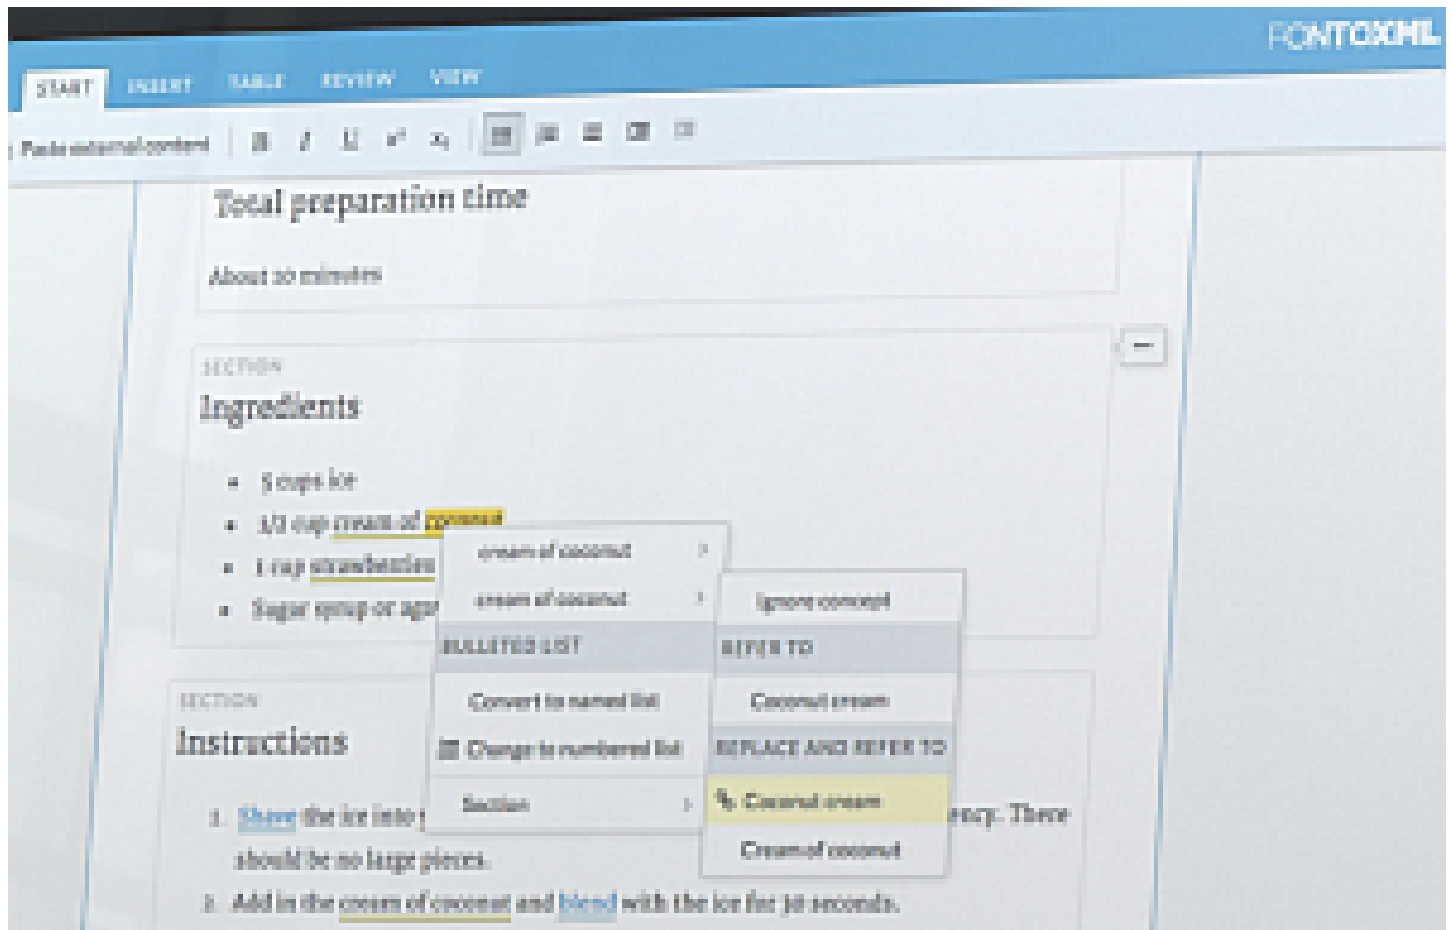 FONTOXML
START INSERT TABLE REVIEW VIEW
Paste external content B I U x² x₂
Total preparation time
About 10 minutes
SECTION
Ingredients
5 cups ice
1/2 cup cream of coconut
1 cup strawberries
Sugar syrup or aga
cream of coconut
cream of coconut
BULLETED LIST
Convert to named list
Change to numbered list
Section
Ignore concept
REFER TO
Coconut cream
REPLACE AND REFER TO
Coconut cream
Cream of coconut
SECTION
Instructions
1. Shave the ice into ency. There
should be no large pieces.
2. Add in the cream of coconut and blend with the ice for 30 seconds.